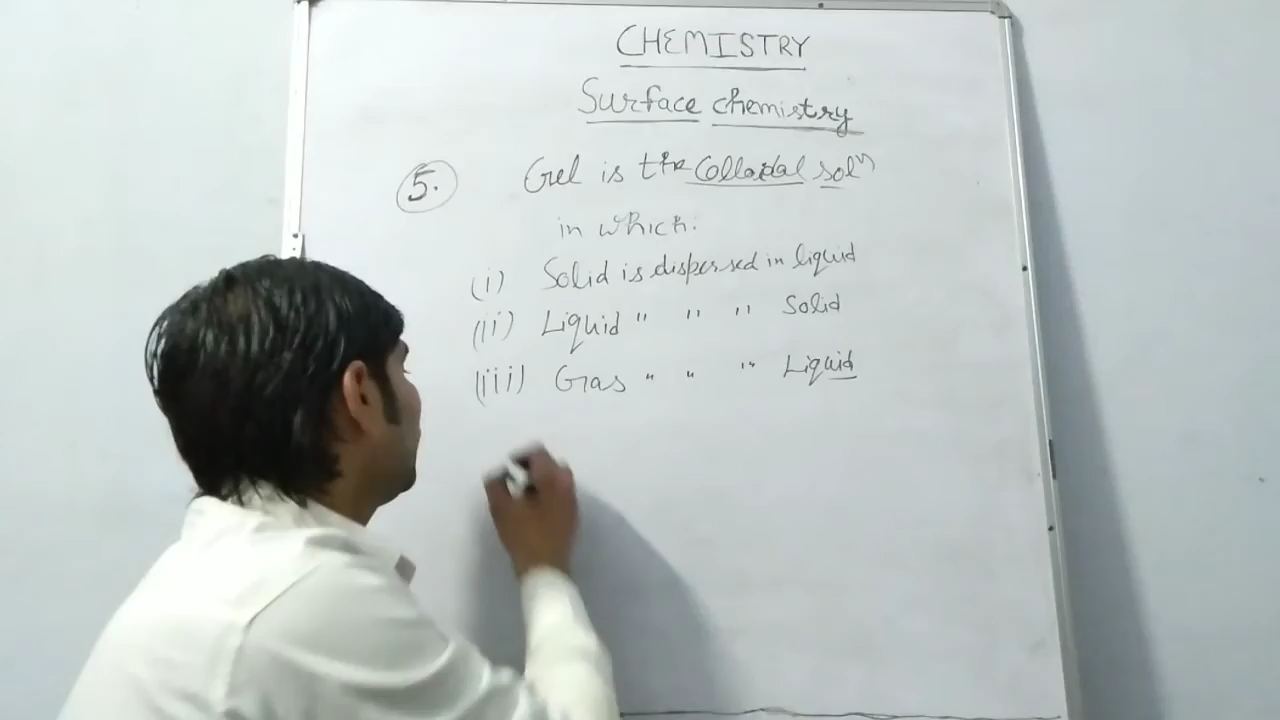 CHEMISTRY
Surface chemistry
5. Gel is the Colloidal solⁿ
in which:
(i) Solid is dispersed in liquid
(ii) Liquid " " " Solid
(iii) Gas " " " Liquid